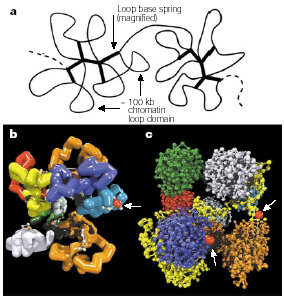 a
Loop base spring
(magnified)
~ 100 kb
chromatin
loop domain
b
c